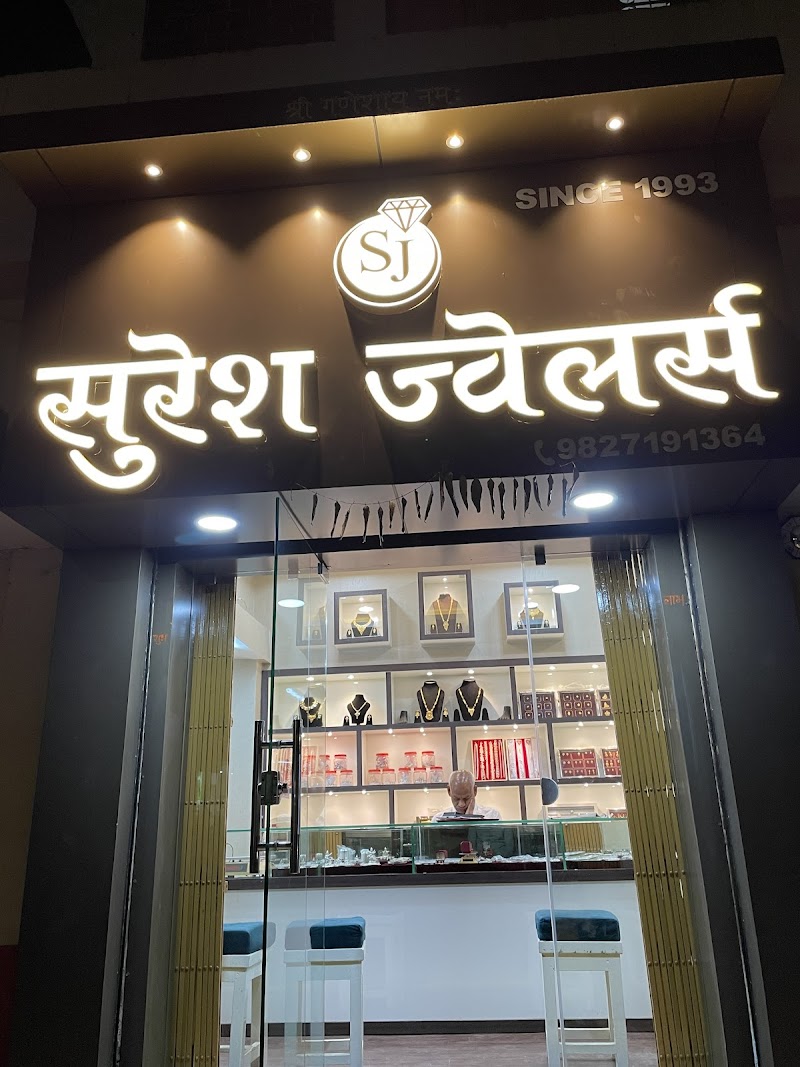 श्री गणेशाय नमः
SINCE 1993
SJ
सुरेश ज्वेलर्स
9827191364
शुभ
लाभ